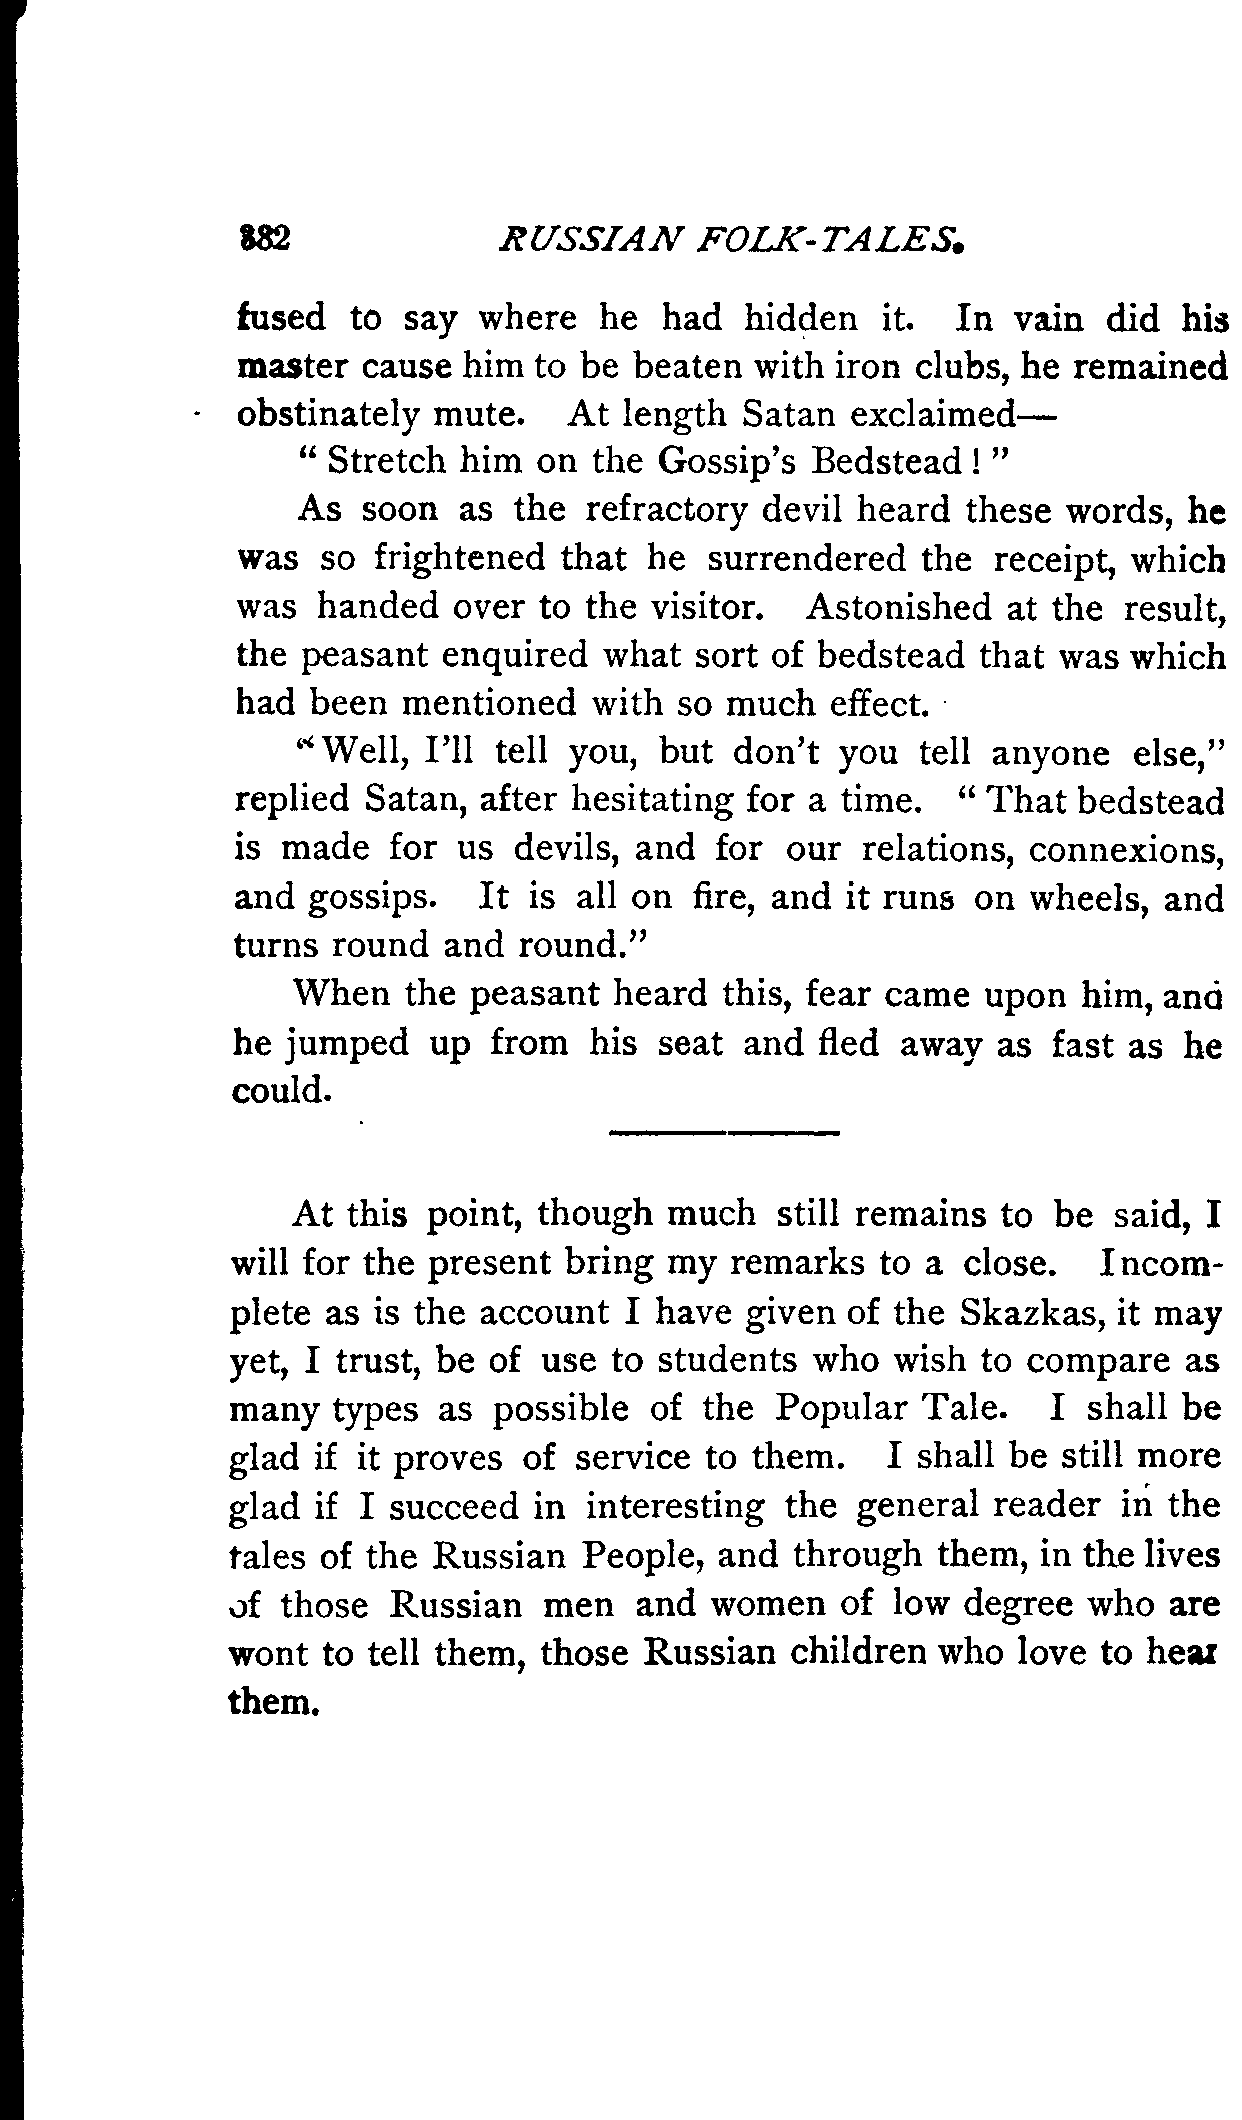 382 RUSSIAN FOLK-TALES.
fused to say where he had hidden it. In vain did his
master cause him to be beaten with iron clubs, he remained
obstinately mute. At length Satan exclaimed—
“ Stretch him on the Gossip's Bedstead ! ”
As soon as the refractory devil heard these words, he
was so frightened that he surrendered the receipt, which
was handed over to the visitor. Astonished at the result,
the peasant enquired what sort of bedstead that was which
had been mentioned with so much effect.
“Well, I'll tell you, but don't you tell anyone else,”
replied Satan, after hesitating for a time. “ That bedstead
is made for us devils, and for our relations, connexions,
and gossips. It is all on fire, and it runs on wheels, and
turns round and round.”
When the peasant heard this, fear came upon him, and
he jumped up from his seat and fled away as fast as he
could.
At this point, though much still remains to be said, I
will for the present bring my remarks to a close. Incom-
plete as is the account I have given of the Skazkas, it may
yet, I trust, be of use to students who wish to compare as
many types as possible of the Popular Tale. I shall be
glad if it proves of service to them. I shall be still more
glad if I succeed in interesting the general reader in the
tales of the Russian People, and through them, in the lives
of those Russian men and women of low degree who are
wont to tell them, those Russian children who love to hear
them.